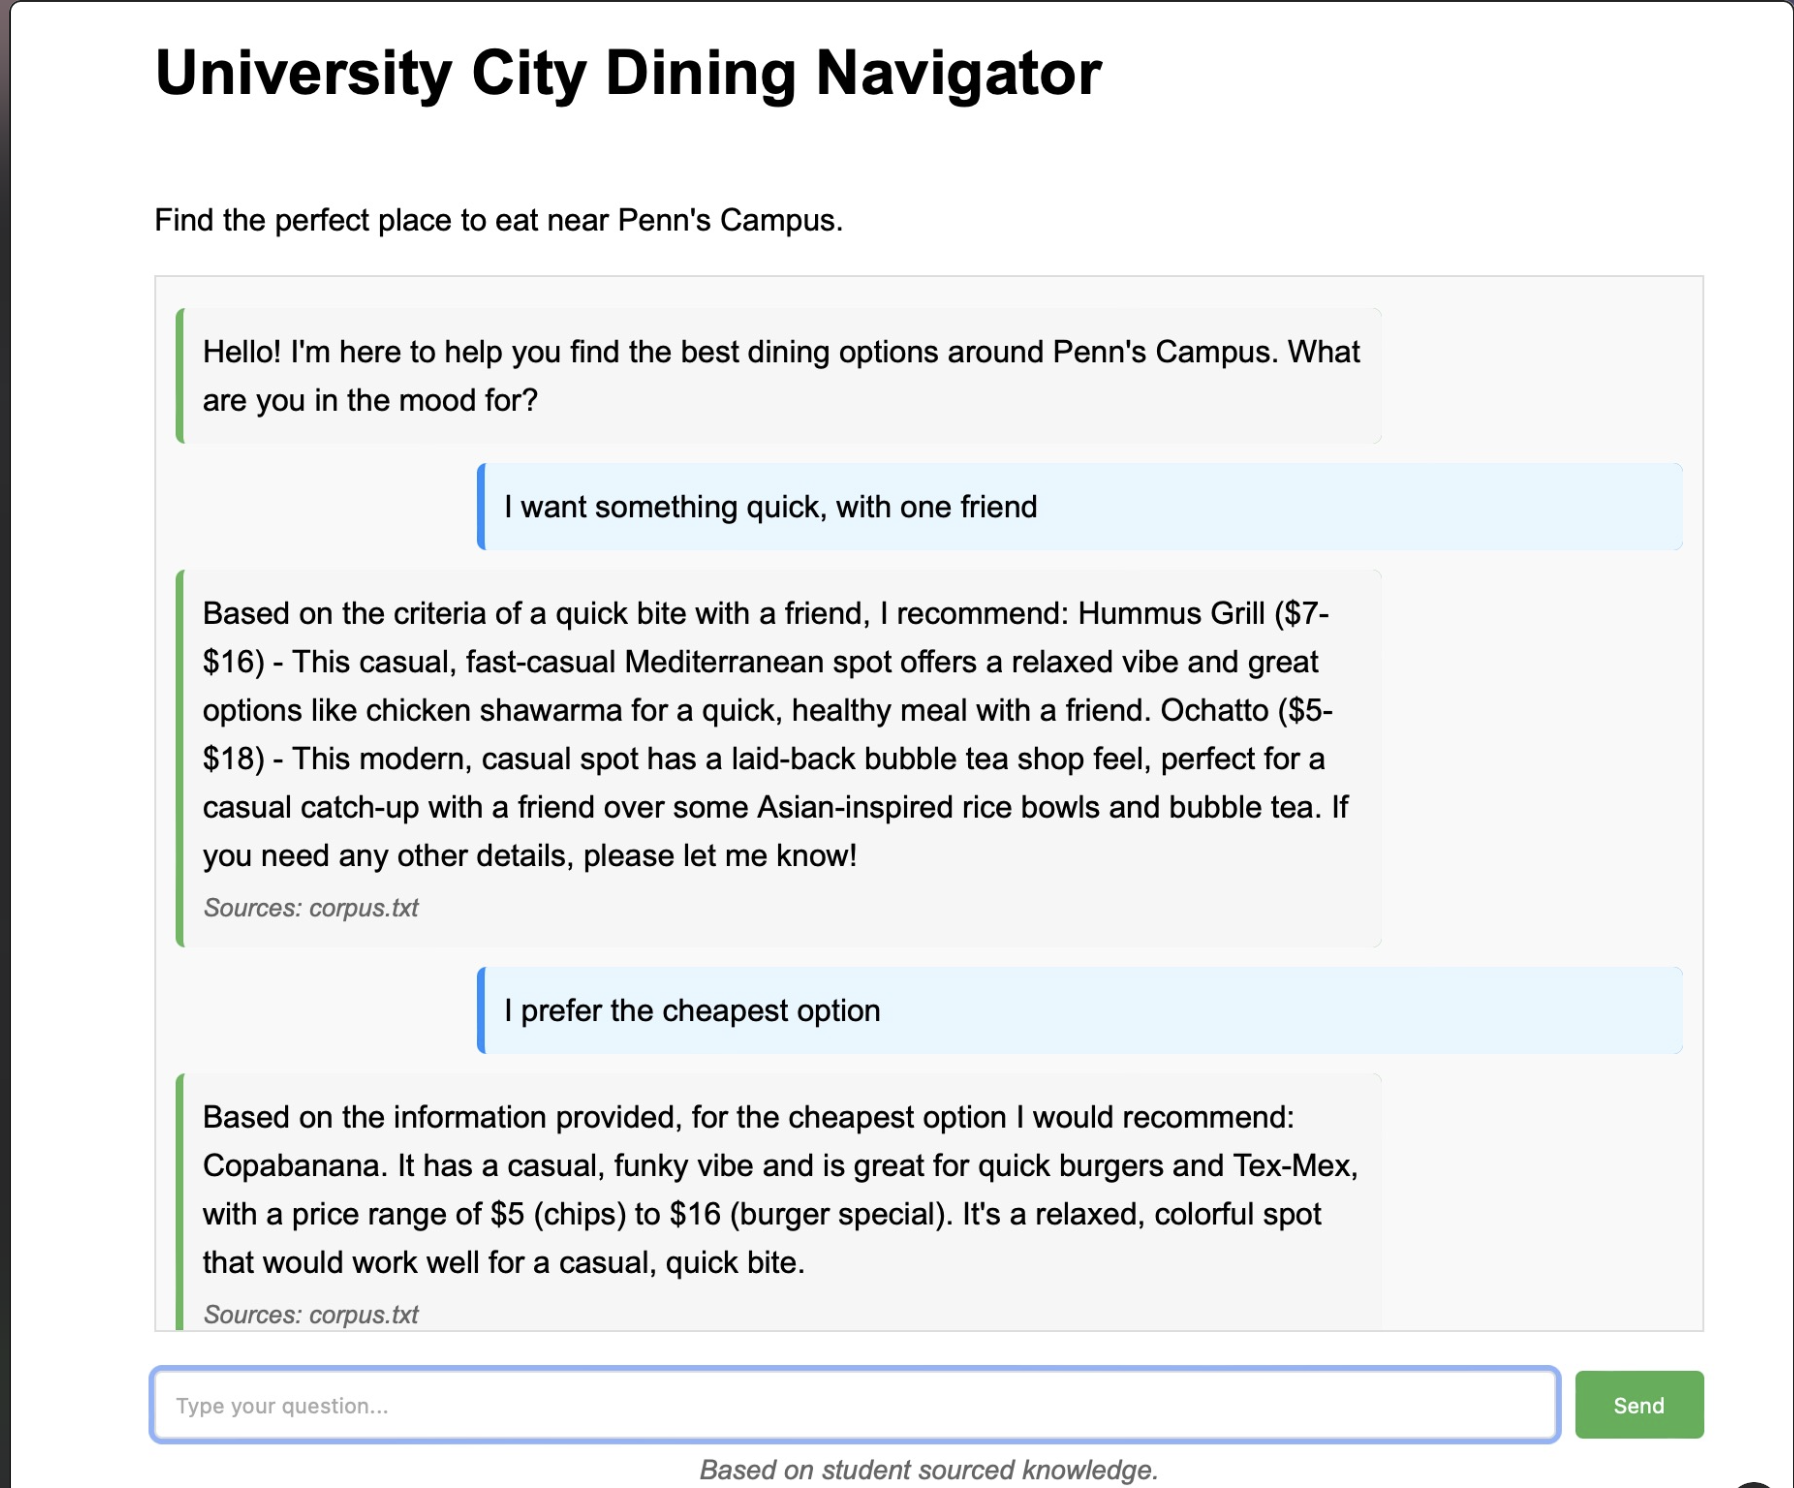 University City Dining Navigator
Find the perfect place to eat near Penn's Campus.
Hello! I'm here to help you find the best dining options around Penn's Campus. What
are you in the mood for?
I want something quick, with one friend
Based on the criteria of a quick bite with a friend, I recommend: Hummus Grill ($7-
$16) - This casual, fast-casual Mediterranean spot offers a relaxed vibe and great
options like chicken shawarma for a quick, healthy meal with a friend. Ochatto ($5-
$18) - This modern, casual spot has a laid-back bubble tea shop feel, perfect for a
casual catch-up with a friend over some Asian-inspired rice bowls and bubble tea. If
you need any other details, please let me know!
Sources: corpus.txt
I prefer the cheapest option
Based on the information provided, for the cheapest option I would recommend:
Copabanana. It has a casual, funky vibe and is great for quick burgers and Tex-Mex,
with a price range of $5 (chips) to $16 (burger special). It's a relaxed, colorful spot
that would work well for a casual, quick bite.
Sources: corpus.txt
Type your question...
Send
Based on student sourced knowledge.